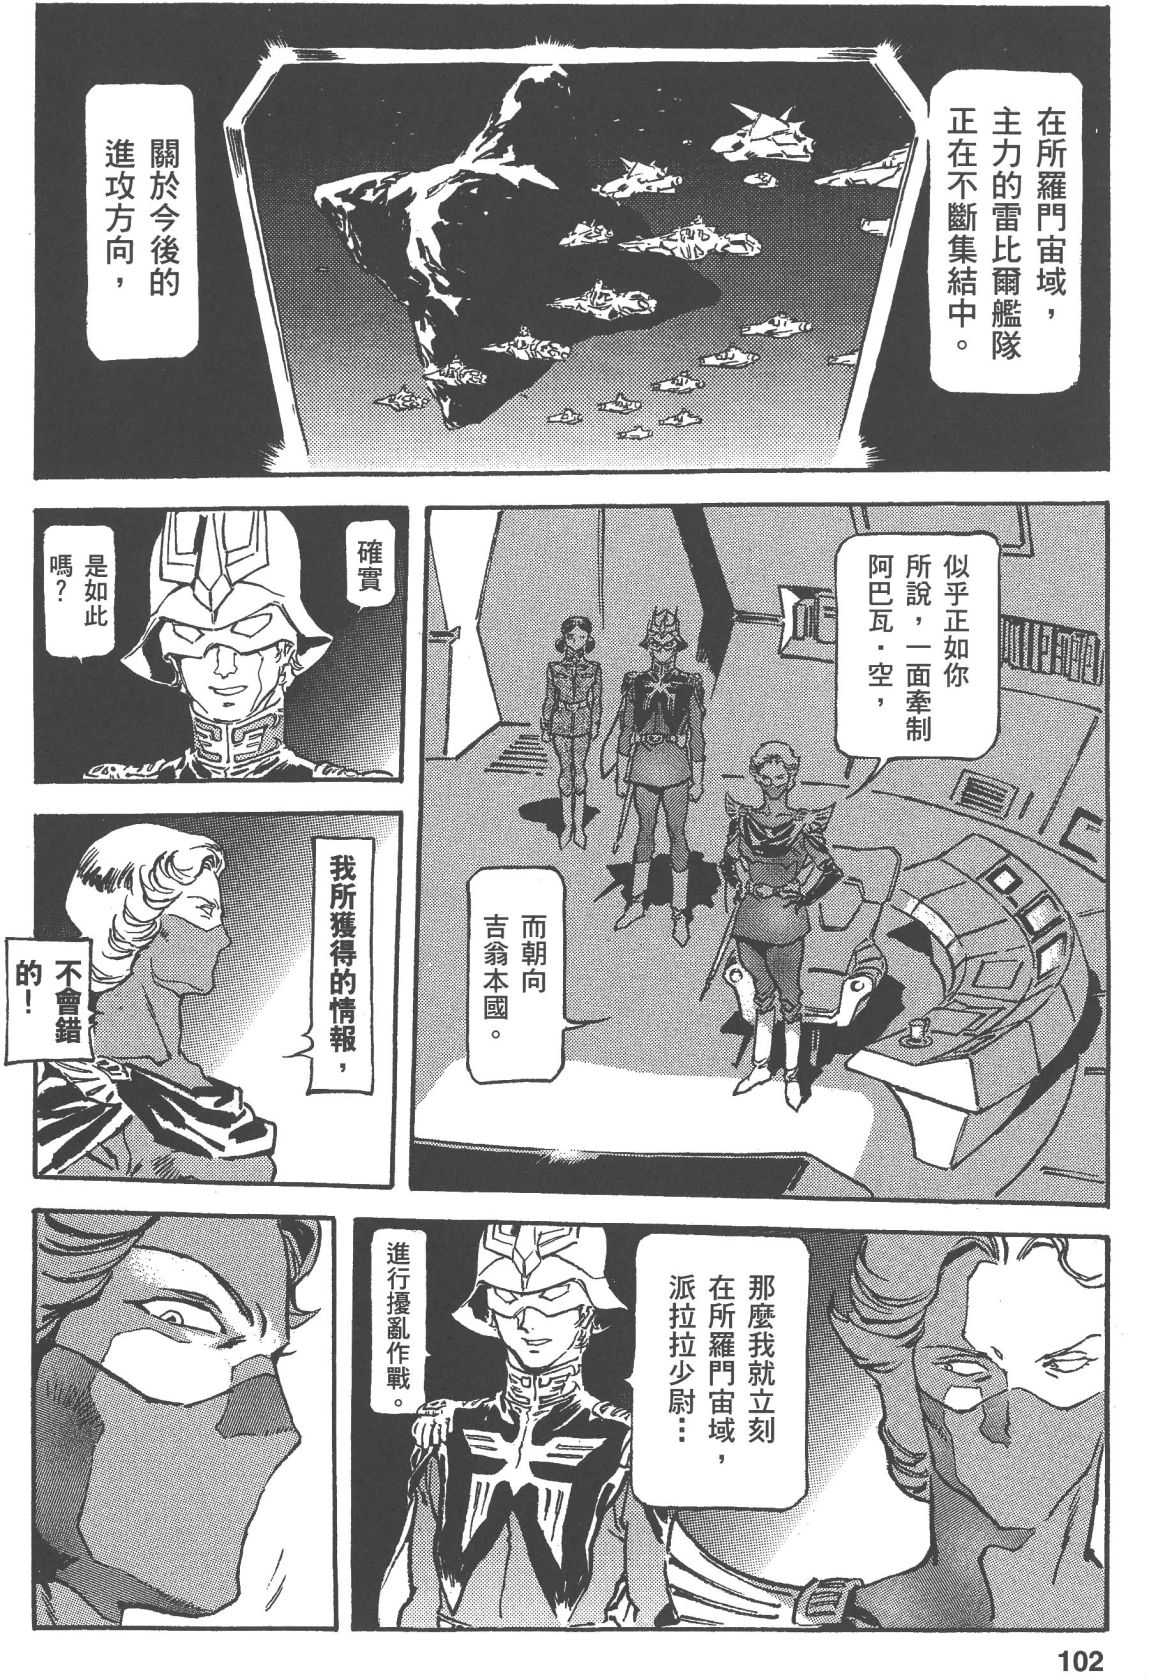 在所羅門宙域，
主力的雷比爾艦隊
正在不斷集結中。
關於今後的
進攻方向，
似乎正如你
所說，一面牽制
阿巴瓦·空，
而朝向
吉翁本國。
確實
是如此
嗎？
我所獲得的情報，
不會錯
的！
那麼我就立刻
在所羅門宙域，
派拉拉少尉…
進行擾亂作戰。
102